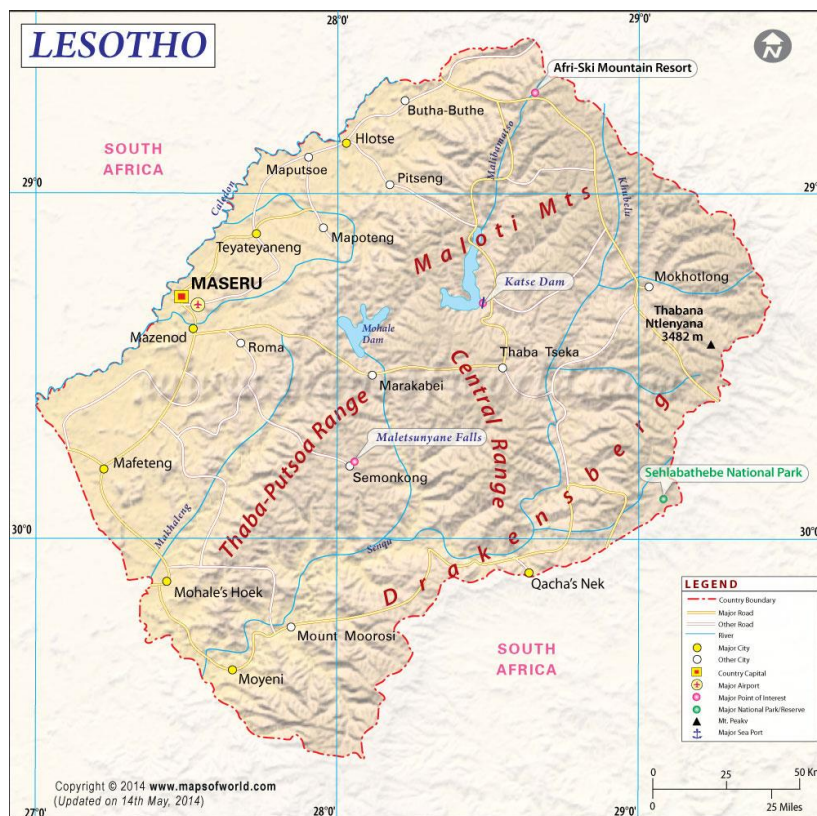 LESOTHO
28°0'
29°0'
N
Afri-Ski Mountain Resort
Butha-Buthe
SOUTH
AFRICA
Hlotse
Maputsoe
Malibamatso
Pitseng
Khubelu
29°0
29°
Caledon
Maloti Mts
Mapoteng
Teyateyaneng
MASERU
Katse Dam
Mokhotlong
Thabana
Ntlenyana
3482 m
Mazenod
Mohale
Dam
Roma
Thaba Tseka
Marakabei
Central Range
Thaba-Putsoa Range
Drakensberg
Maletsunyane Falls
Semonkong
Mafeteng
Sehlabathebe National Park
Makhaleng
Senqu
30°0
30°0
Mohale's Hoek
Qacha's Nek
Mount Moorosi
SOUTH
AFRICA
Moyeni
LEGEND
Country Boundary
Major Road
Other Road
River
Major City
Other City
Country Capital
Major Airport
Major Point of Interest
Major National Park/Reserve
Mt. Peakv
Major Sea Port
0 25 50 Km
0 25 Miles
Copyright © 2014 www.mapsofworld.com
(Updated on 14th May, 2014)
27°0'
28°0'
29°0'